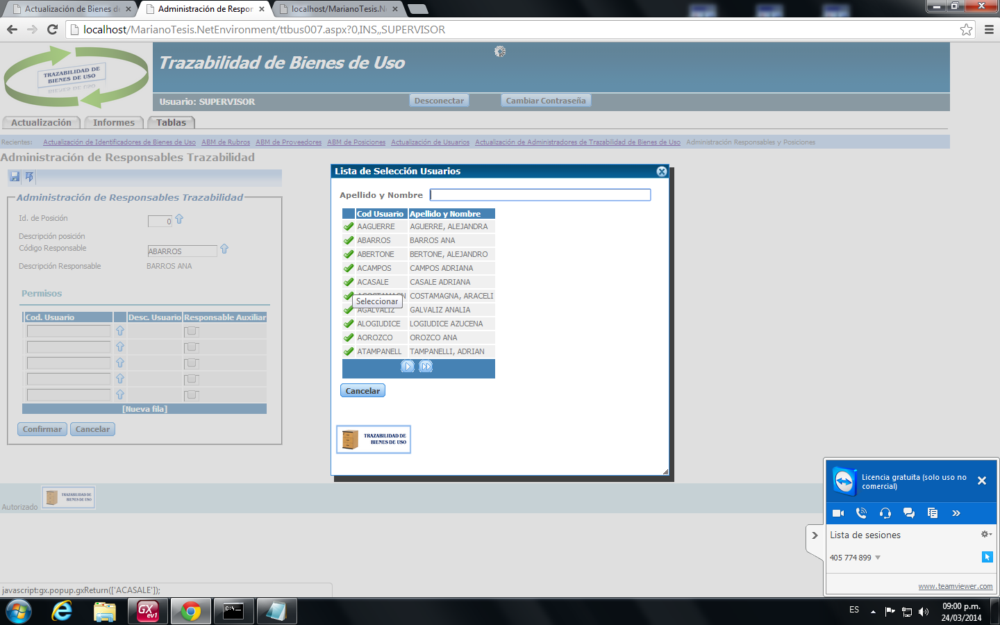 Actualización de Bienes de
Administración de Respor
localhost/MarianoTesis.Ne
localhost/MarianoTesis.NetEnvironment/ttbus007.aspx?0,INS,,SUPERVISOR
TRAZABILIDAD DE
BIENES DE USO
Trazabilidad de Bienes de Uso
Usuario: SUPERVISOR
Desconectar
Cambiar Contraseña
Actualización
Informes
Tablas
Recientes: Actualización de Identificadores de Bienes de Uso ABM de Rubros ABM de Proveedores ABM de Posiciones Actualización de Usuarios Actualización de Administradores de Trazabilidad de Bienes de Uso Administración Responsables y Posiciones
Administración de Responsables Trazabilidad
Administración de Responsables Trazabilidad
Id. de Posición 0
Descripción posición
Código Responsable ABARROS
Descripción Responsable BARROS ANA
Permisos
Cod. Usuario Desc. Usuario Responsable Auxiliar
[Nueva fila]
Confirmar Cancelar
Lista de Selección Usuarios
Apellido y Nombre
Cod Usuario Apellido y Nombre
AAGUERRE AGUERRE, ALEJANDRA
ABARROS BARROS ANA
ABERTONE BERTONE, ALEJANDRO
ACAMPOS CAMPOS ADRIANA
ACASALE CASALE ADRIANA
ACOSTAMAGN COSTAMAGNA, ARACELI
Seleccionar
AGALVALIZ GALVALIZ ANALIA
ALOGIUDICE LOGIUDICE AZUCENA
AOROZCO OROZCO ANA
ATAMPANELL TAMPANELLI, ADRIAN
Cancelar
TRAZABILIDAD DE
BIENES DE USO
Autorizado
TRAZABILIDAD DE
BIENES DE USO
Licencia gratuita (solo uso no
comercial)
Lista de sesiones
405 774 899
www.teamviewer.com
javascript:gx.popup.gxReturn(['ACASALE']);
GX
ev1
C:\.
ES
09:00 p.m.
24/03/2014